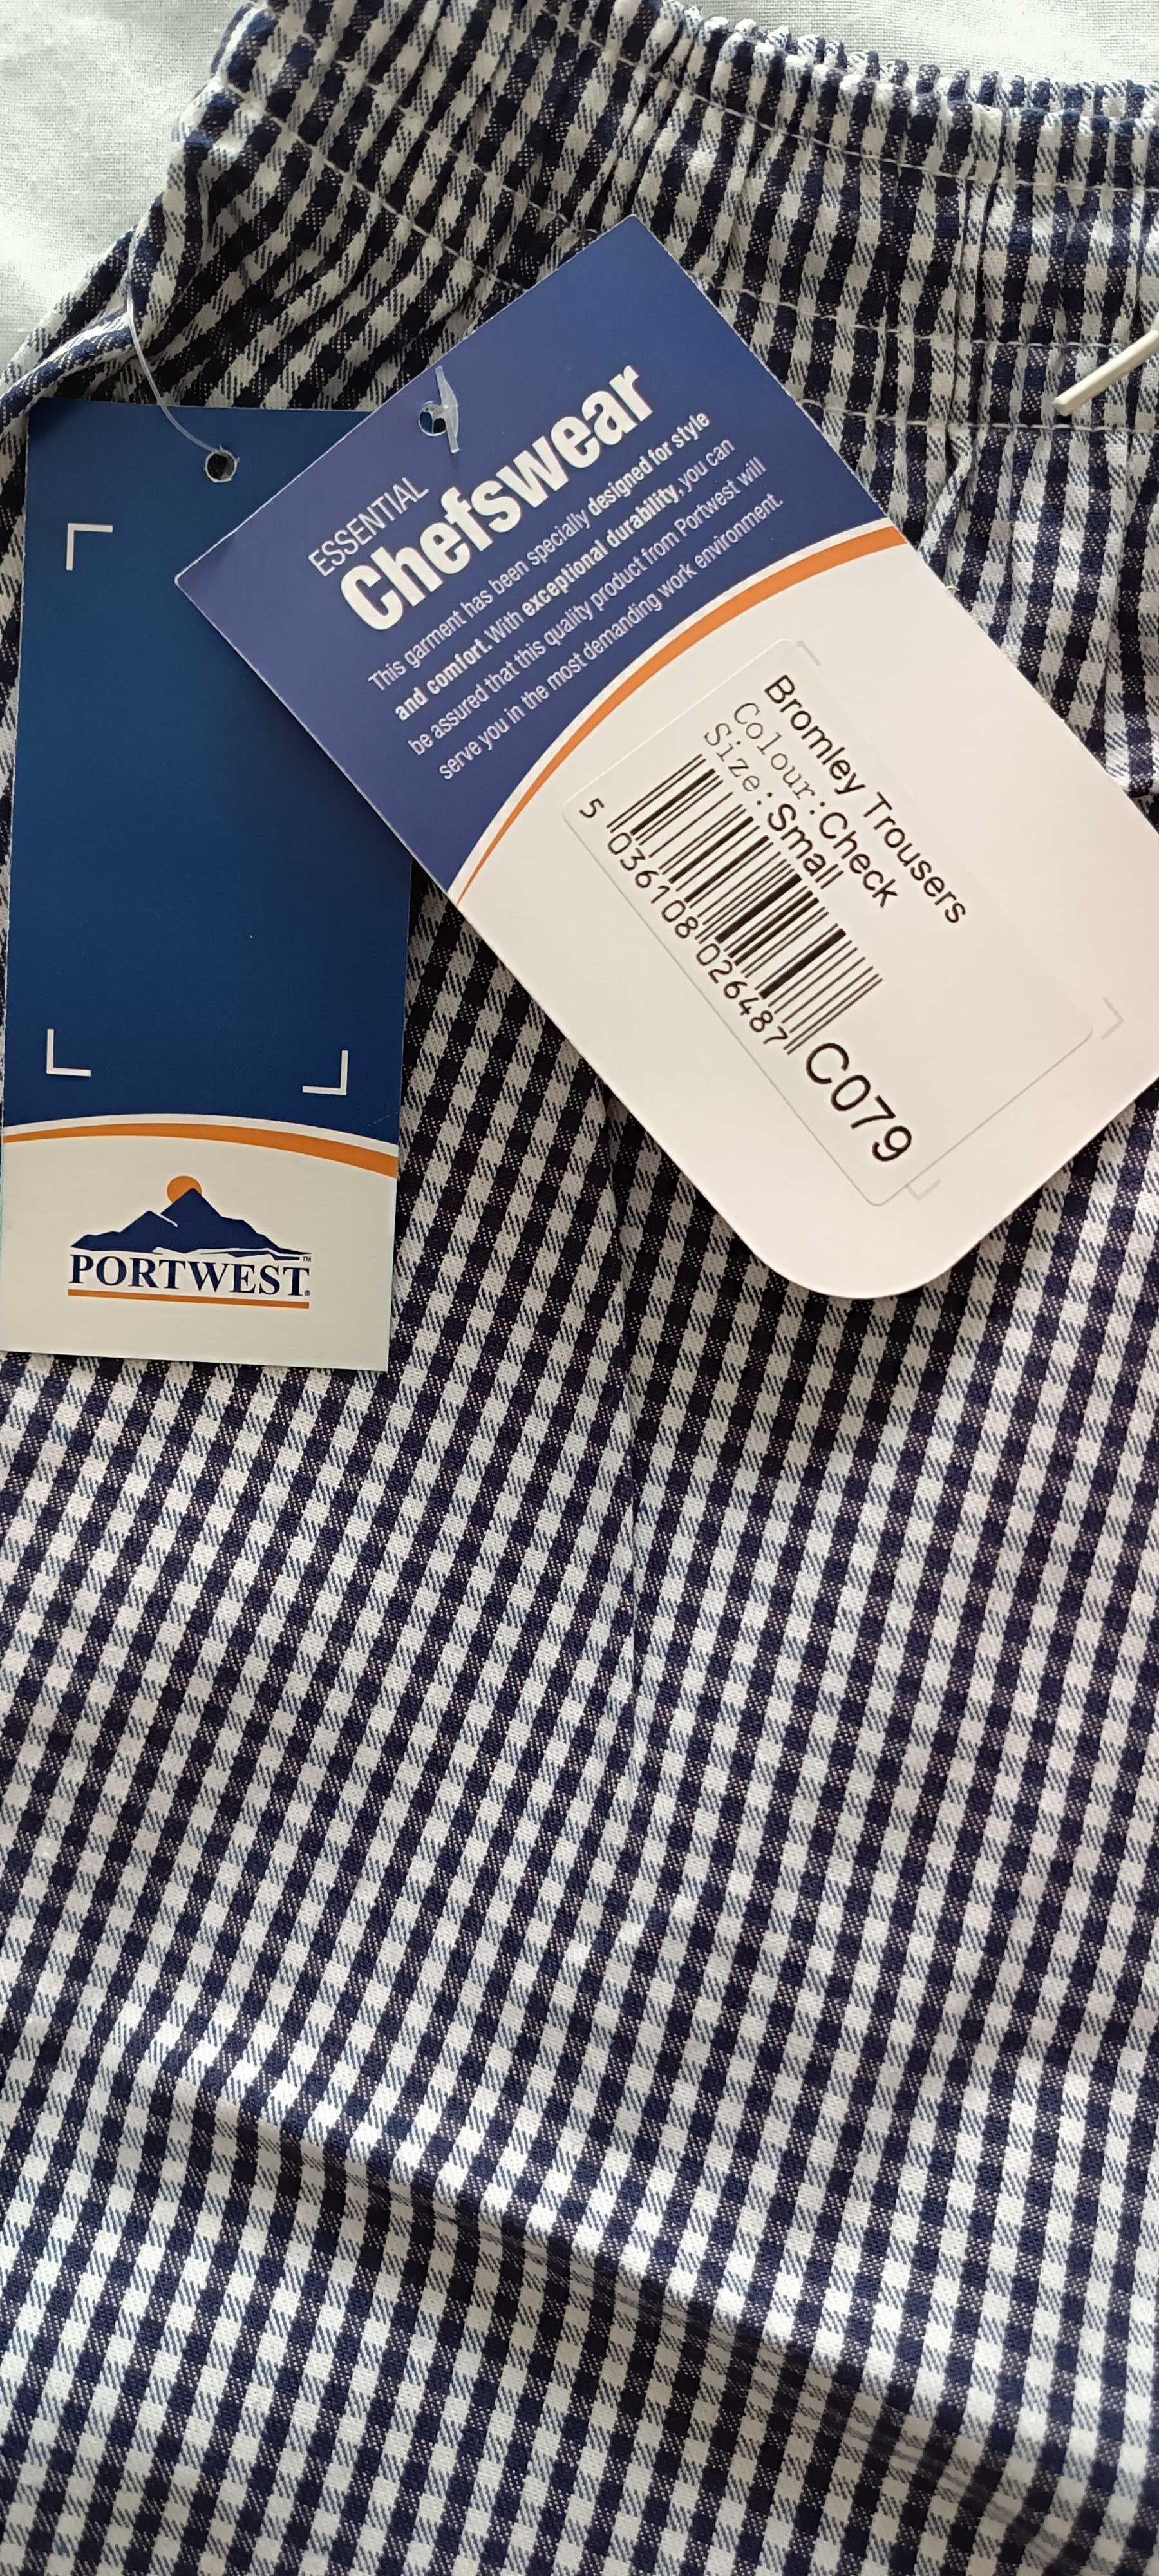 ESSENTIAL
Chefswear
This garment has been specially designed for style
and comfort. With exceptional durability, you can
be assured that this quality product from Portwest will
serve you in the most demanding work environment.
Bromley Trousers
Colour:Check
Size:Small
5 036108 026487
C079
PORTWEST™®